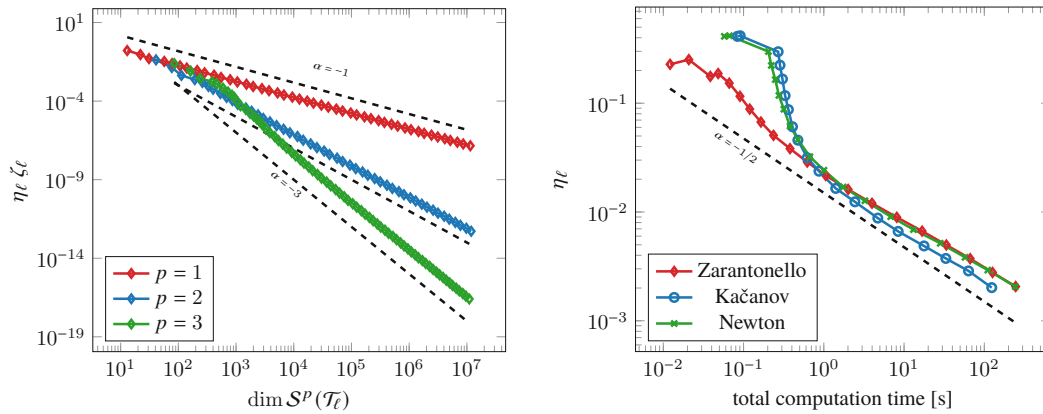 10^1
10^{-4}
10^{-9}
10^{-14}
10^{-19}
η_ℓ ζ_ℓ
α=−1
α=−3
p = 1
p = 2
p = 3
10^1 10^2 10^3 10^4 10^5 10^6 10^7
dim S^p(T_ℓ)
10^{-1}
10^{-2}
10^{-3}
η_ℓ
α=−1/2
Zarantonello
Kačanov
Newton
10^{-2} 10^{-1} 10^0 10^1 10^2
total computation time [s]